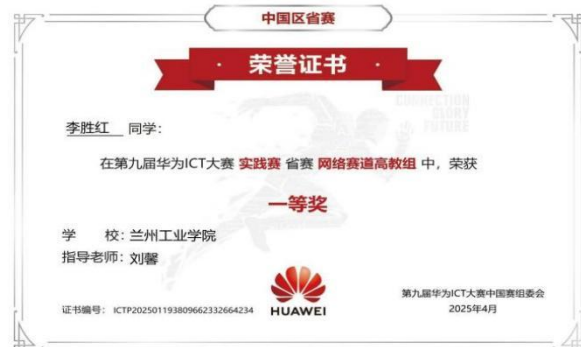 中国区省赛
· 荣誉证书 ·
CONNECTION
GLORY
FUTURE
李胜红 同学：
在第九届华为ICT大赛 实践赛 省赛 网络赛道高教组 中，荣获
一等奖
学 校：兰州工业学院
指导老师：刘馨
证书编号： ICTP202501193809662332664234
HUAWEI
第九届华为ICT大赛中国赛组委会
2025年4月